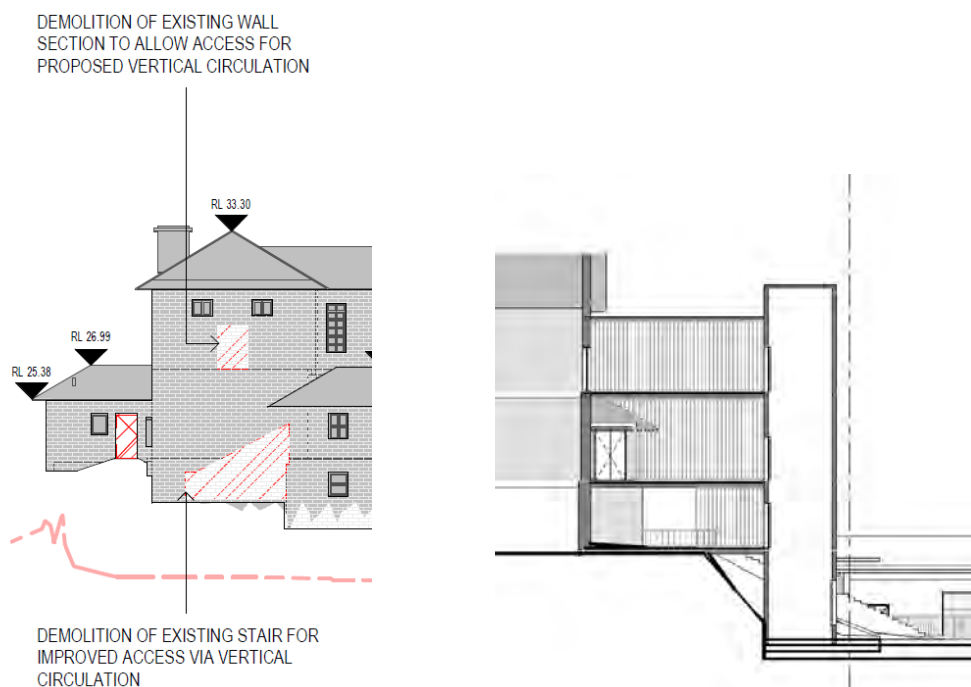 DEMOLITION OF EXISTING WALL
SECTION TO ALLOW ACCESS FOR
PROPOSED VERTICAL CIRCULATION
RL 33.30
RL 26.99
RL 25.38
DEMOLITION OF EXISTING STAIR FOR
IMPROVED ACCESS VIA VERTICAL
CIRCULATION